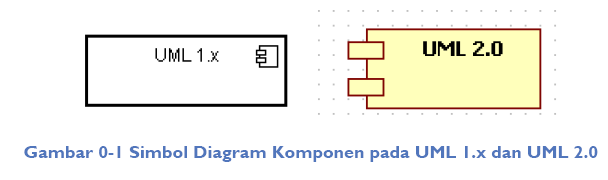 UML 1.x
UML 2.0
Gambar 0-1 Simbol Diagram Komponen pada UML 1.x dan UML 2.0